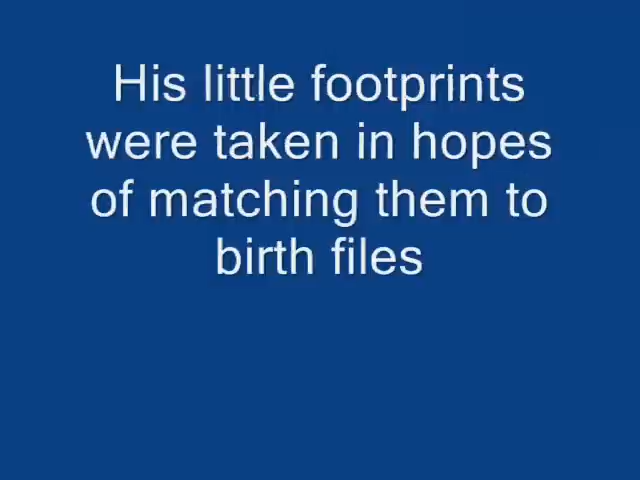 His little footprints
were taken in hopes
of matching them to
birth files